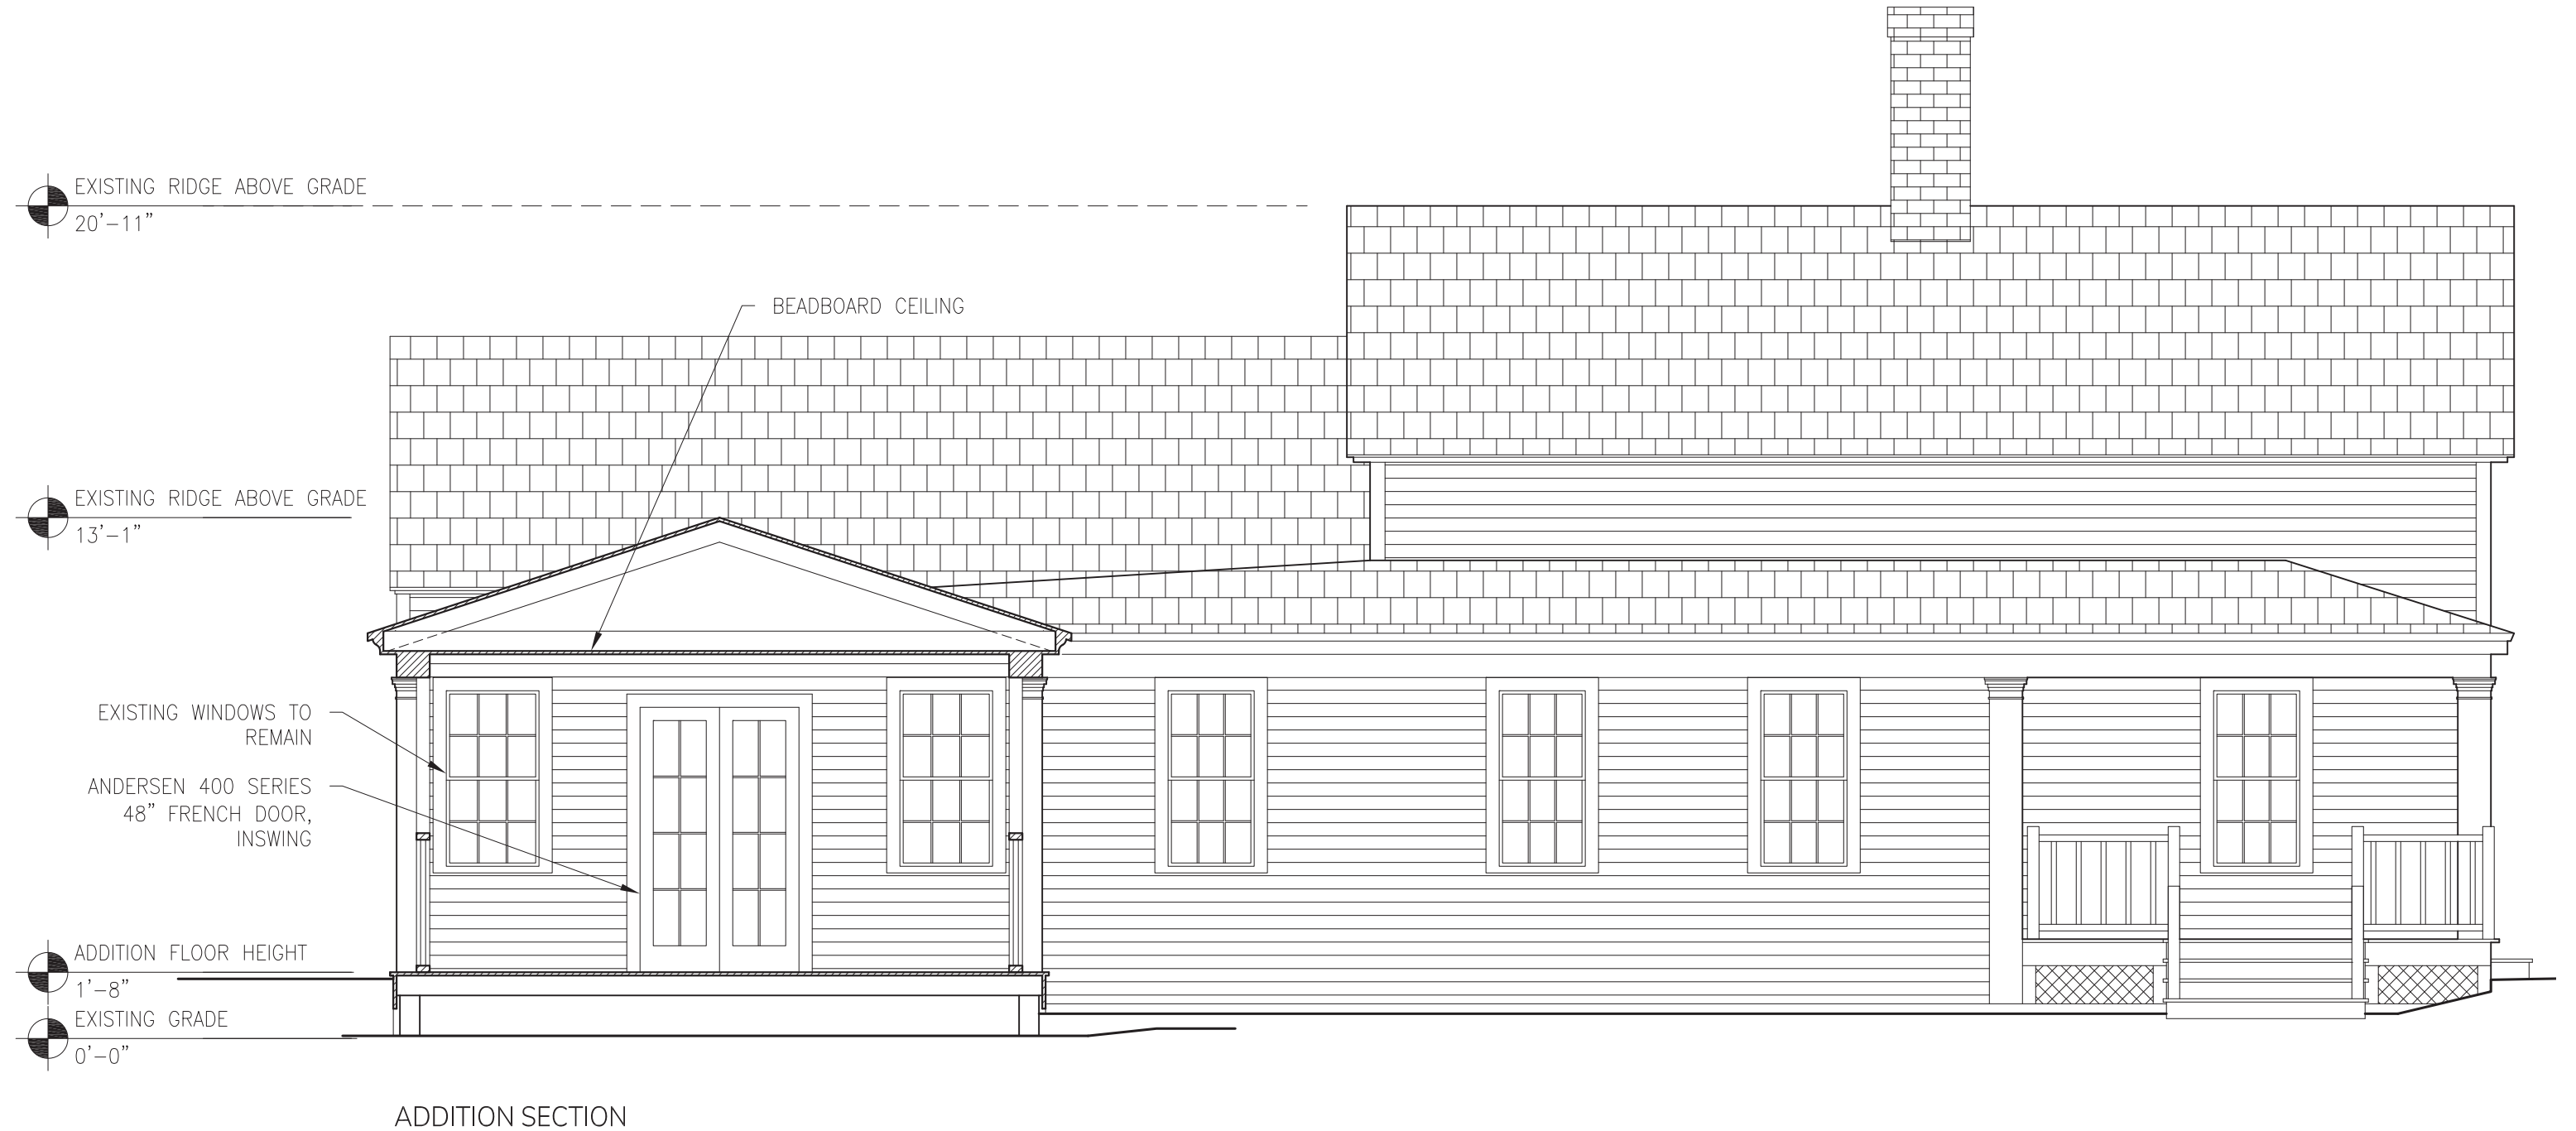 EXISTING RIDGE ABOVE GRADE
20'-11"
BEADBOARD CEILING
EXISTING RIDGE ABOVE GRADE
13'-1"
EXISTING WINDOWS TO
REMAIN
ANDERSEN 400 SERIES
48" FRENCH DOOR,
INSWING
ADDITION FLOOR HEIGHT
1'-8"
EXISTING GRADE
0'-0"
ADDITION SECTION